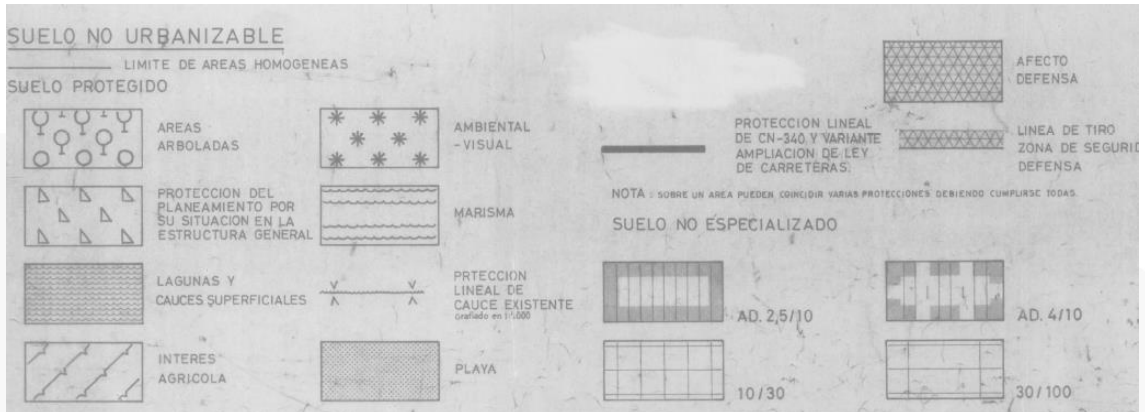 SUELO NO URBANIZABLE
LIMITE DE AREAS HOMOGENEAS
SUELO PROTEGIDO
AREAS
ARBOLADAS
AMBIENTAL
-VISUAL
PROTECCION DEL
PLANEAMIENTO POR
SU SITUACION EN LA
ESTRUCTURA GENERAL
MARISMA
LAGUNAS Y
CAUCES SUPERFICIALES
PRTECCION
LINEAL DE
CAUCE EXISTENTE
INTERES
AGRICOLA
PLAYA
PROTECCION LINEAL
DE CN-340 Y VARIANTE
AMPLIACION DE LEY
DE CARRETERAS.
AFECTO
DEFENSA
LINEA DE TIRO
ZONA DE SEGURID
DEFENSA
NOTA : SOBRE UN AREA PUEDEN COINCIDIR VARIAS PROTECCIONES DEBIENDO CUMPLIRSE TODAS.
SUELO NO ESPECIALIZADO
AD. 2,5/10
AD. 4/10
10/30
30/100